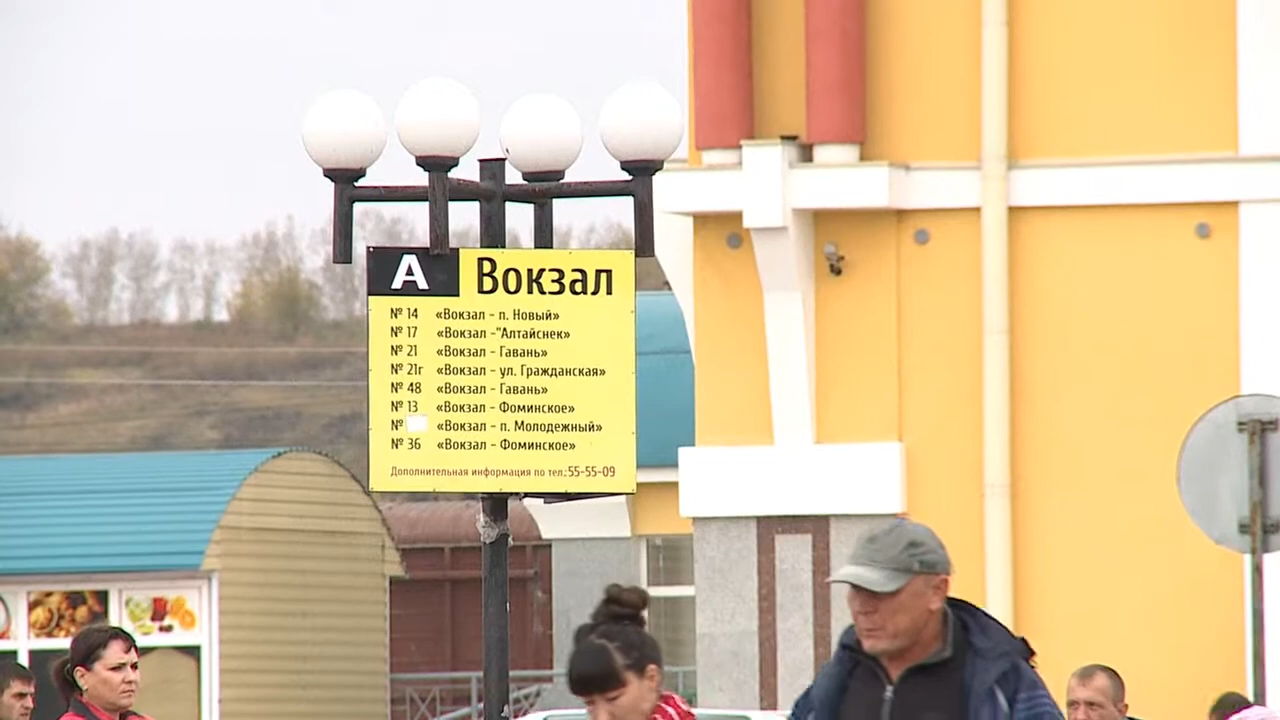 А Вокзал
№ 14 «Вокзал - п. Новый»
№ 17 «Вокзал -"Алтайснек»
№ 21 «Вокзал - Гавань»
№ 21г «Вокзал - ул. Гражданская»
№ 48 «Вокзал - Гавань»
№ 13 «Вокзал - Фоминское»
№ «Вокзал - п. Молодежный»
№ 36 «Вокзал - Фоминское»
Дополнительная информация по тел.: 55-55-09